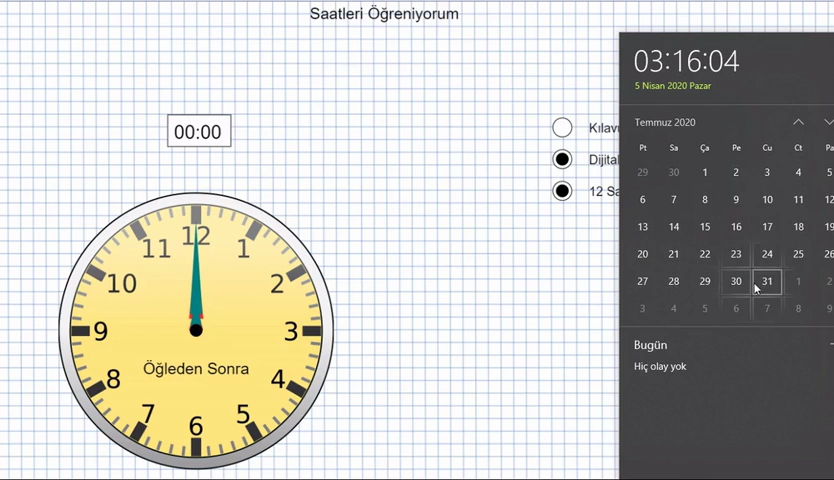 Saatleri Öğreniyorum
00:00
12
11
1
10
2
9
3
Öğleden Sonra
8
4
7
5
6
Dijital
12
03:16:04
5 Nisan 2020 Pazar
Temmuz 2020
Pt Sa Ça Pe Cu Ct
29 30 1 2 3 4 5
6 7 8 9 10 11 12
13 14 15 16 17 18 19
20 21 22 23 24 25 26
27 28 29 30 31 1 2
3 4 5 6 7 8 9
Bugün
Hiç olay yok